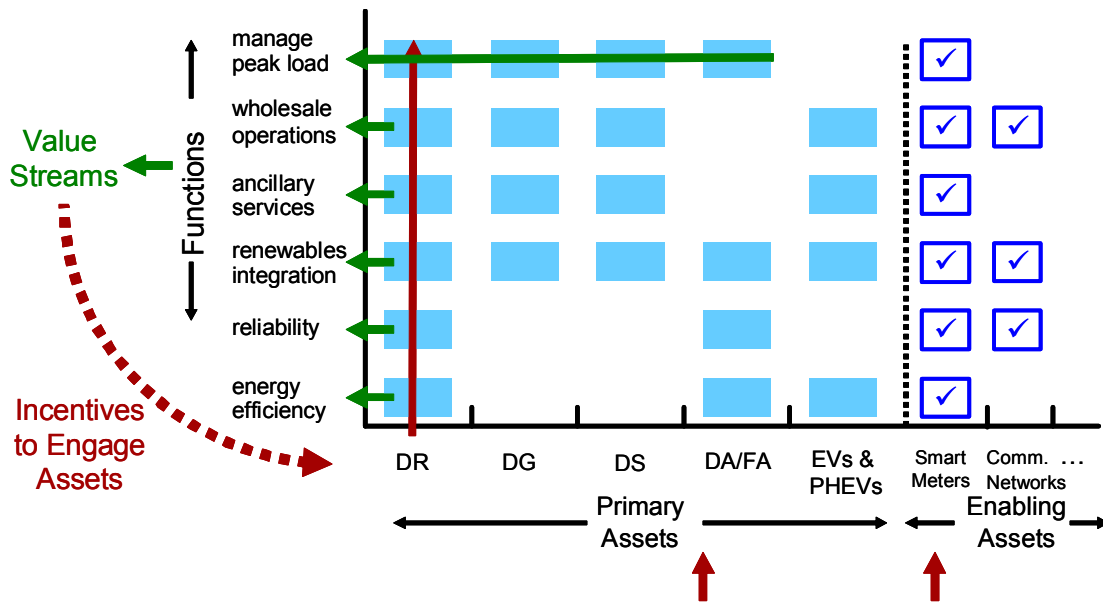 manage
peak load
wholesale
operations
ancillary
services
renewables
integration
reliability
energy
efficiency
Functions
Value
Streams
Incentives
to Engage
Assets
DR
DG
DS
DA/FA
EVs &
PHEVs
Smart
Meters
Comm.
Networks
...
Primary
Assets
Enabling
Assets